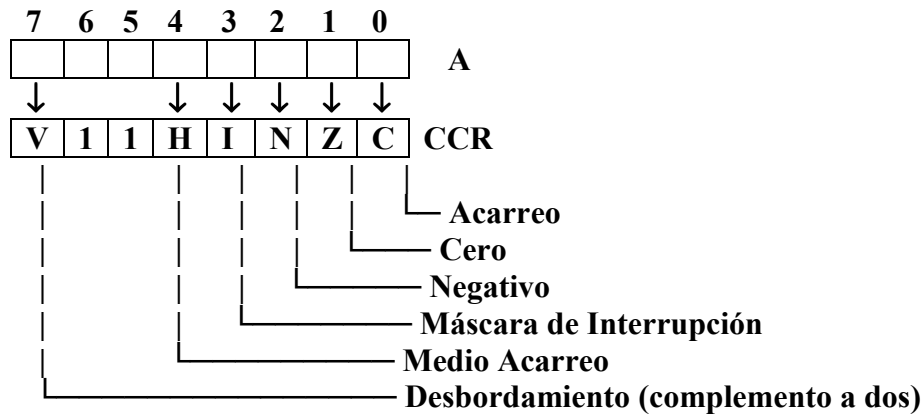 7 6 5 4 3 2 1 0
A
V 1 1 H I N Z C CCR
Acarreo
Cero
Negativo
Máscara de Interrupción
Medio Acarreo
Desbordamiento (complemento a dos)